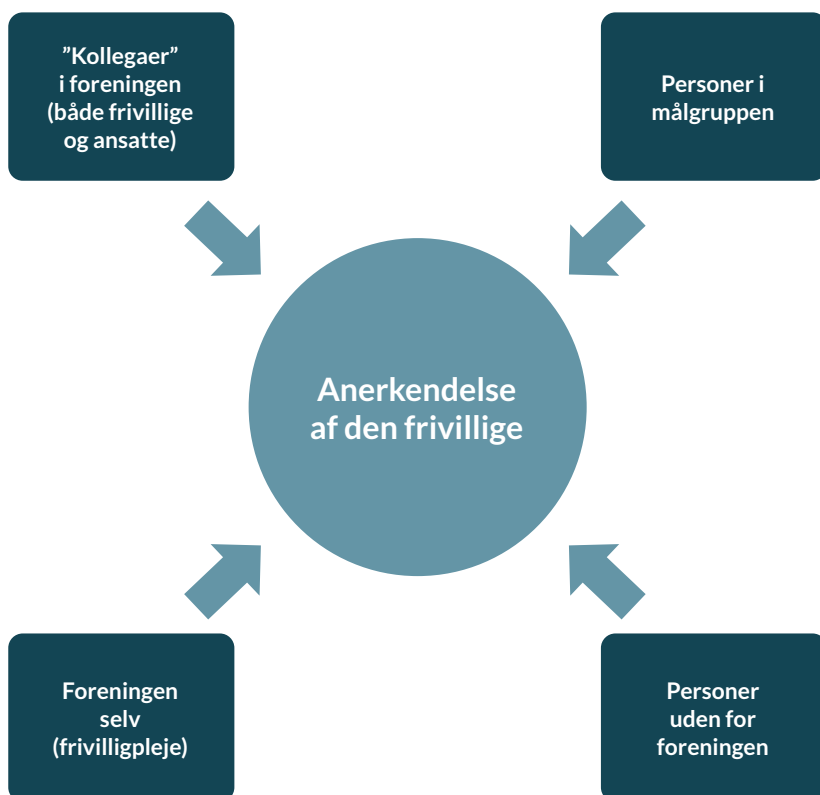 ”Kollegaer”
i foreningen
(både frivillige
og ansatte)
Personer i
målgruppen
Anerkendelse
af den frivillige
Foreningen
selv
(frivilligpleje)
Personer
uden for
foreningen